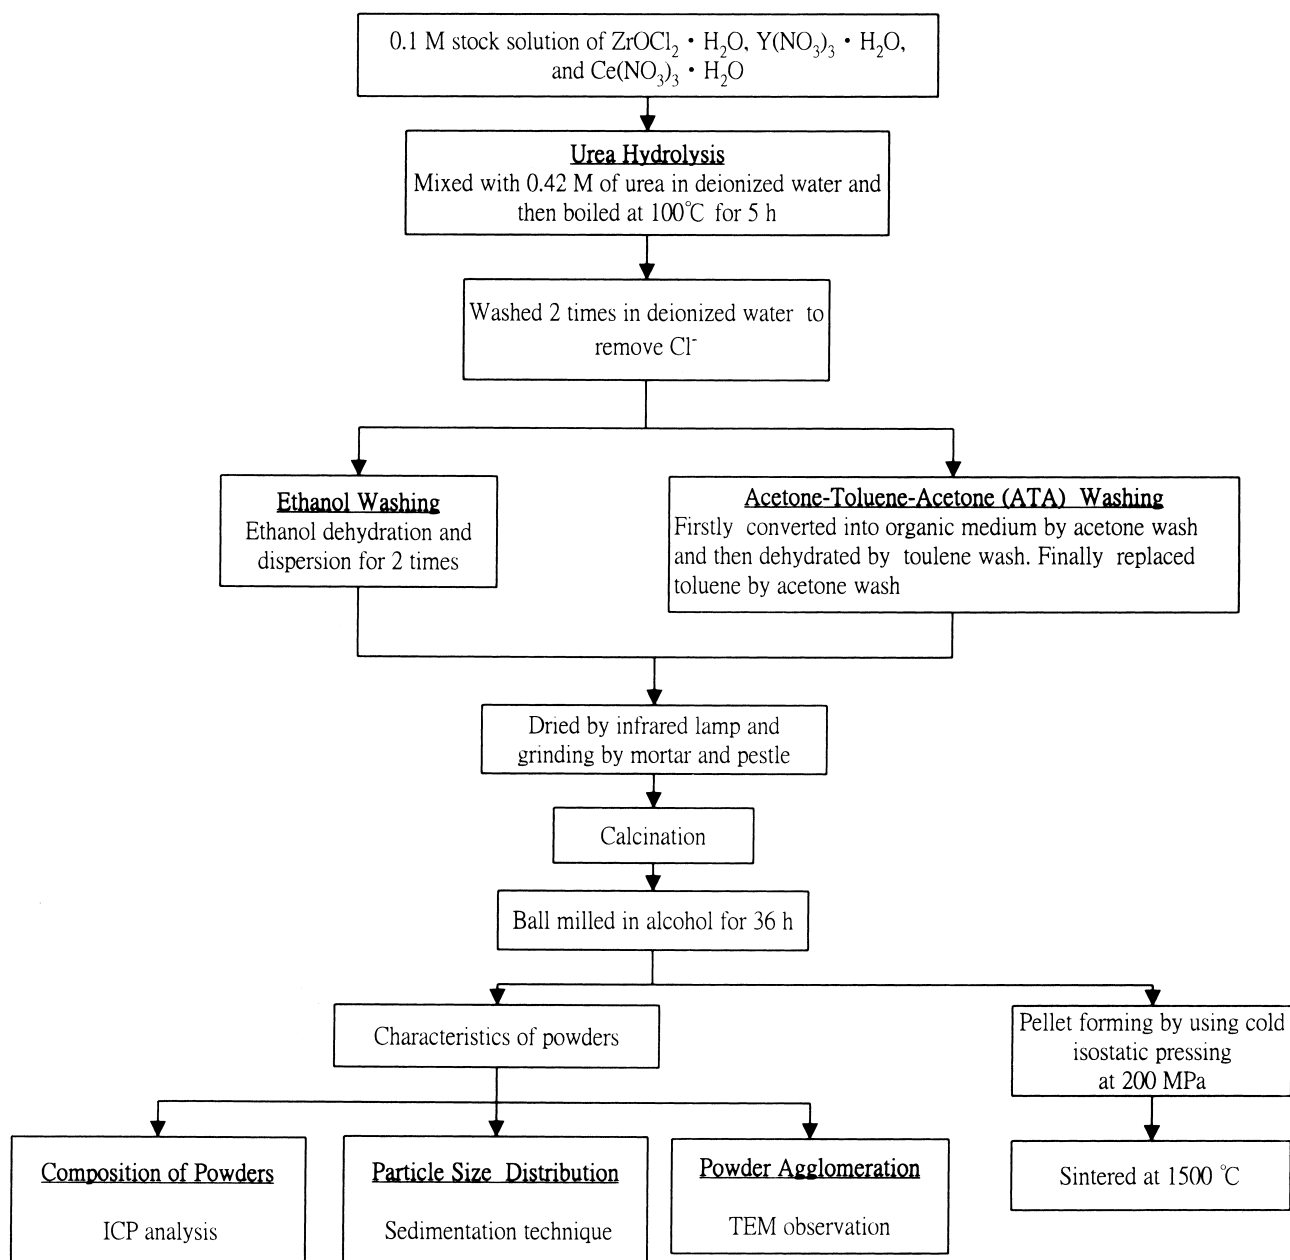 0.1 M stock solution of ZrOCl₂ · H₂O, Y(NO₃)₃ · H₂O,
and Ce(NO₃)₃ · H₂O
Urea Hydrolysis
Mixed with 0.42 M of urea in deionized water and
then boiled at 100℃ for 5 h
Washed 2 times in deionized water to
remove Cl⁻
Ethanol Washing
Ethanol dehydration and
dispersion for 2 times
Acetone-Toluene-Acetone (ATA) Washing
Firstly converted into organic medium by acetone wash
and then dehydrated by toulene wash. Finally replaced
toluene by acetone wash
Dried by infrared lamp and
grinding by mortar and pestle
Calcination
Ball milled in alcohol for 36 h
Characteristics of powders
Pellet forming by using cold
isostatic pressing
at 200 MPa
Composition of Powders
ICP analysis
Particle Size Distribution
Sedimentation technique
Powder Agglomeration
TEM observation
Sintered at 1500 ℃